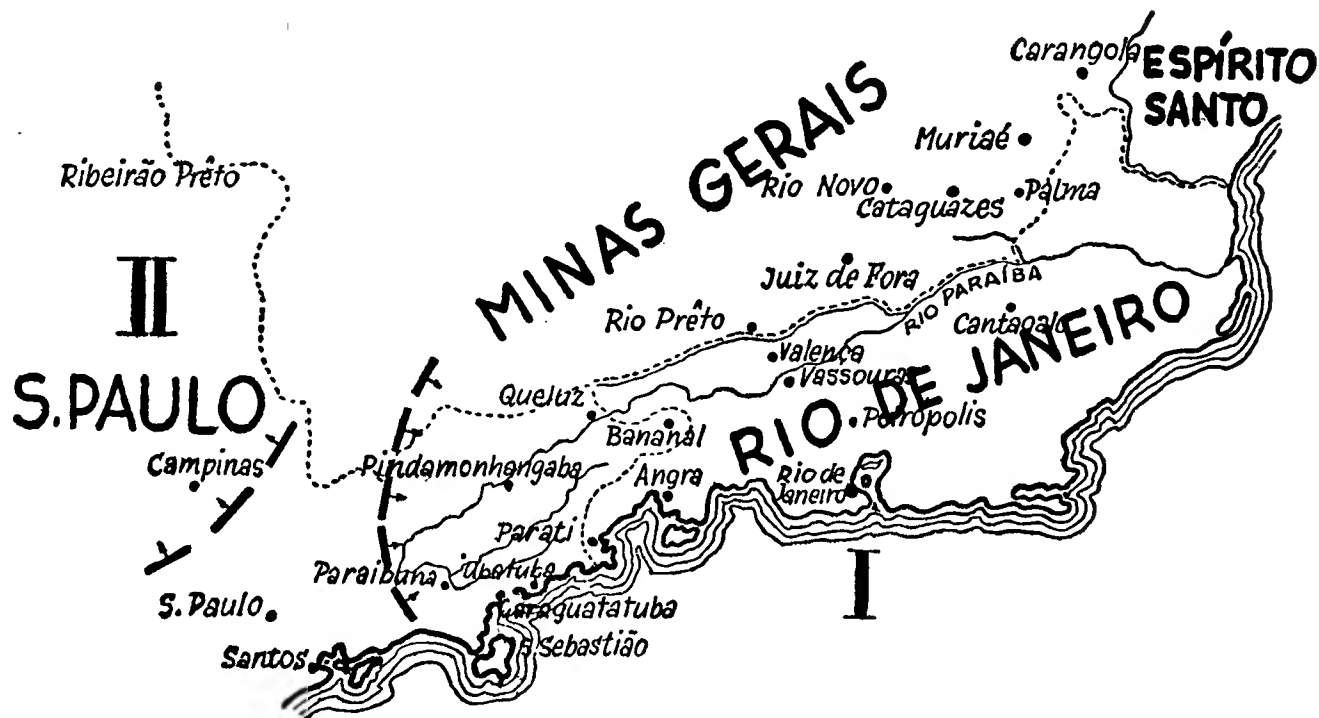 Carangola
ESPÍRITO
SANTO
MINAS GERAIS
Muriaé
Ribeirão Prêto
Rio Novo
Cataguazes
Palma
II
Juiz de Fora
RIO PARAÍBA
Rio Prêto
Cantagalo
Valença
Vassouras
S. PAULO
Queluz
RIO DE JANEIRO
Petrópolis
Bananal
Campinas
Pindamonhangaba
Angra
Rio de
Janeiro
Parati
Paraibuna
Ubatuba
I
S. Paulo
Caraguatatuba
S. Sebastião
Santos